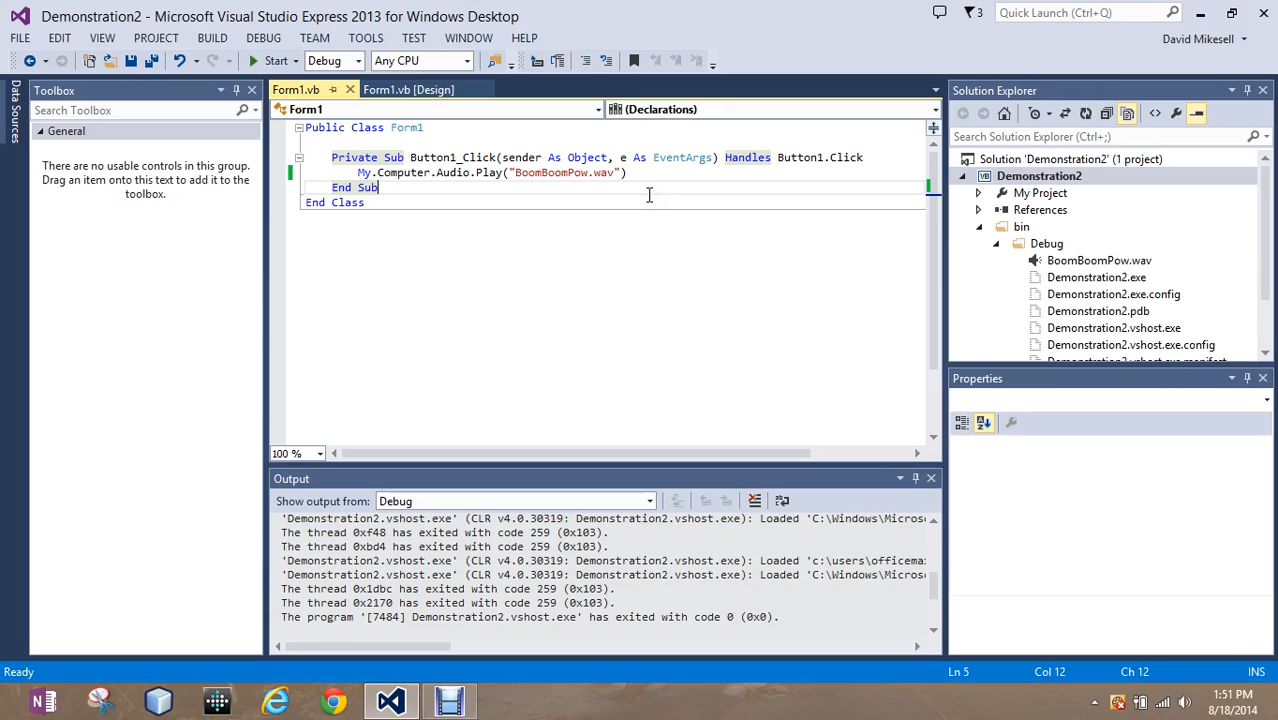 Demonstration2 - Microsoft Visual Studio Express 2013 for Windows Desktop
3
Quick Launch (Ctrl+Q)
FILE EDIT VIEW PROJECT BUILD DEBUG TEAM TOOLS TEST WINDOW HELP
David Mikesell
Start
Debug
Any CPU
Data Sources
Toolbox
Search Toolbox
General
There are no usable controls in this group.
Drag an item onto this text to add it to the
toolbox.
Form1.vb
Form1.vb [Design]
Form1
(Declarations)
Public Class Form1
Private Sub Button1_Click(sender As Object, e As EventArgs) Handles Button1.Click
My.Computer.Audio.Play("BoomBoomPow.wav")
End Sub
End Class
100 %
Output
Show output from:
Debug
'Demonstration2.vshost.exe' (CLR v4.0.30319: Demonstration2.vshost.exe): Loaded 'C:\Windows\Micros
The thread 0xf48 has exited with code 259 (0x103).
The thread 0xbd4 has exited with code 259 (0x103).
'Demonstration2.vshost.exe' (CLR v4.0.30319: Demonstration2.vshost.exe): Loaded 'c:\users\officema
'Demonstration2.vshost.exe' (CLR v4.0.30319: Demonstration2.vshost.exe): Loaded 'C:\Windows\Micros
The thread 0x1dbc has exited with code 259 (0x103).
The thread 0x2170 has exited with code 259 (0x103).
The program '[7484] Demonstration2.vshost.exe' has exited with code 0 (0x0).
Solution Explorer
Search Solution Explorer (Ctrl+;)
Solution 'Demonstration2' (1 project)
Demonstration2
My Project
References
bin
Debug
BoomBoomPow.wav
Demonstration2.exe
Demonstration2.exe.config
Demonstration2.pdb
Demonstration2.vshost.exe
Demonstration2.vshost.exe.config
Demonstration2.vshost.exe.manifest
Properties
Ready
Ln 5
Col 12
Ch 12
INS
1:51 PM
8/18/2014